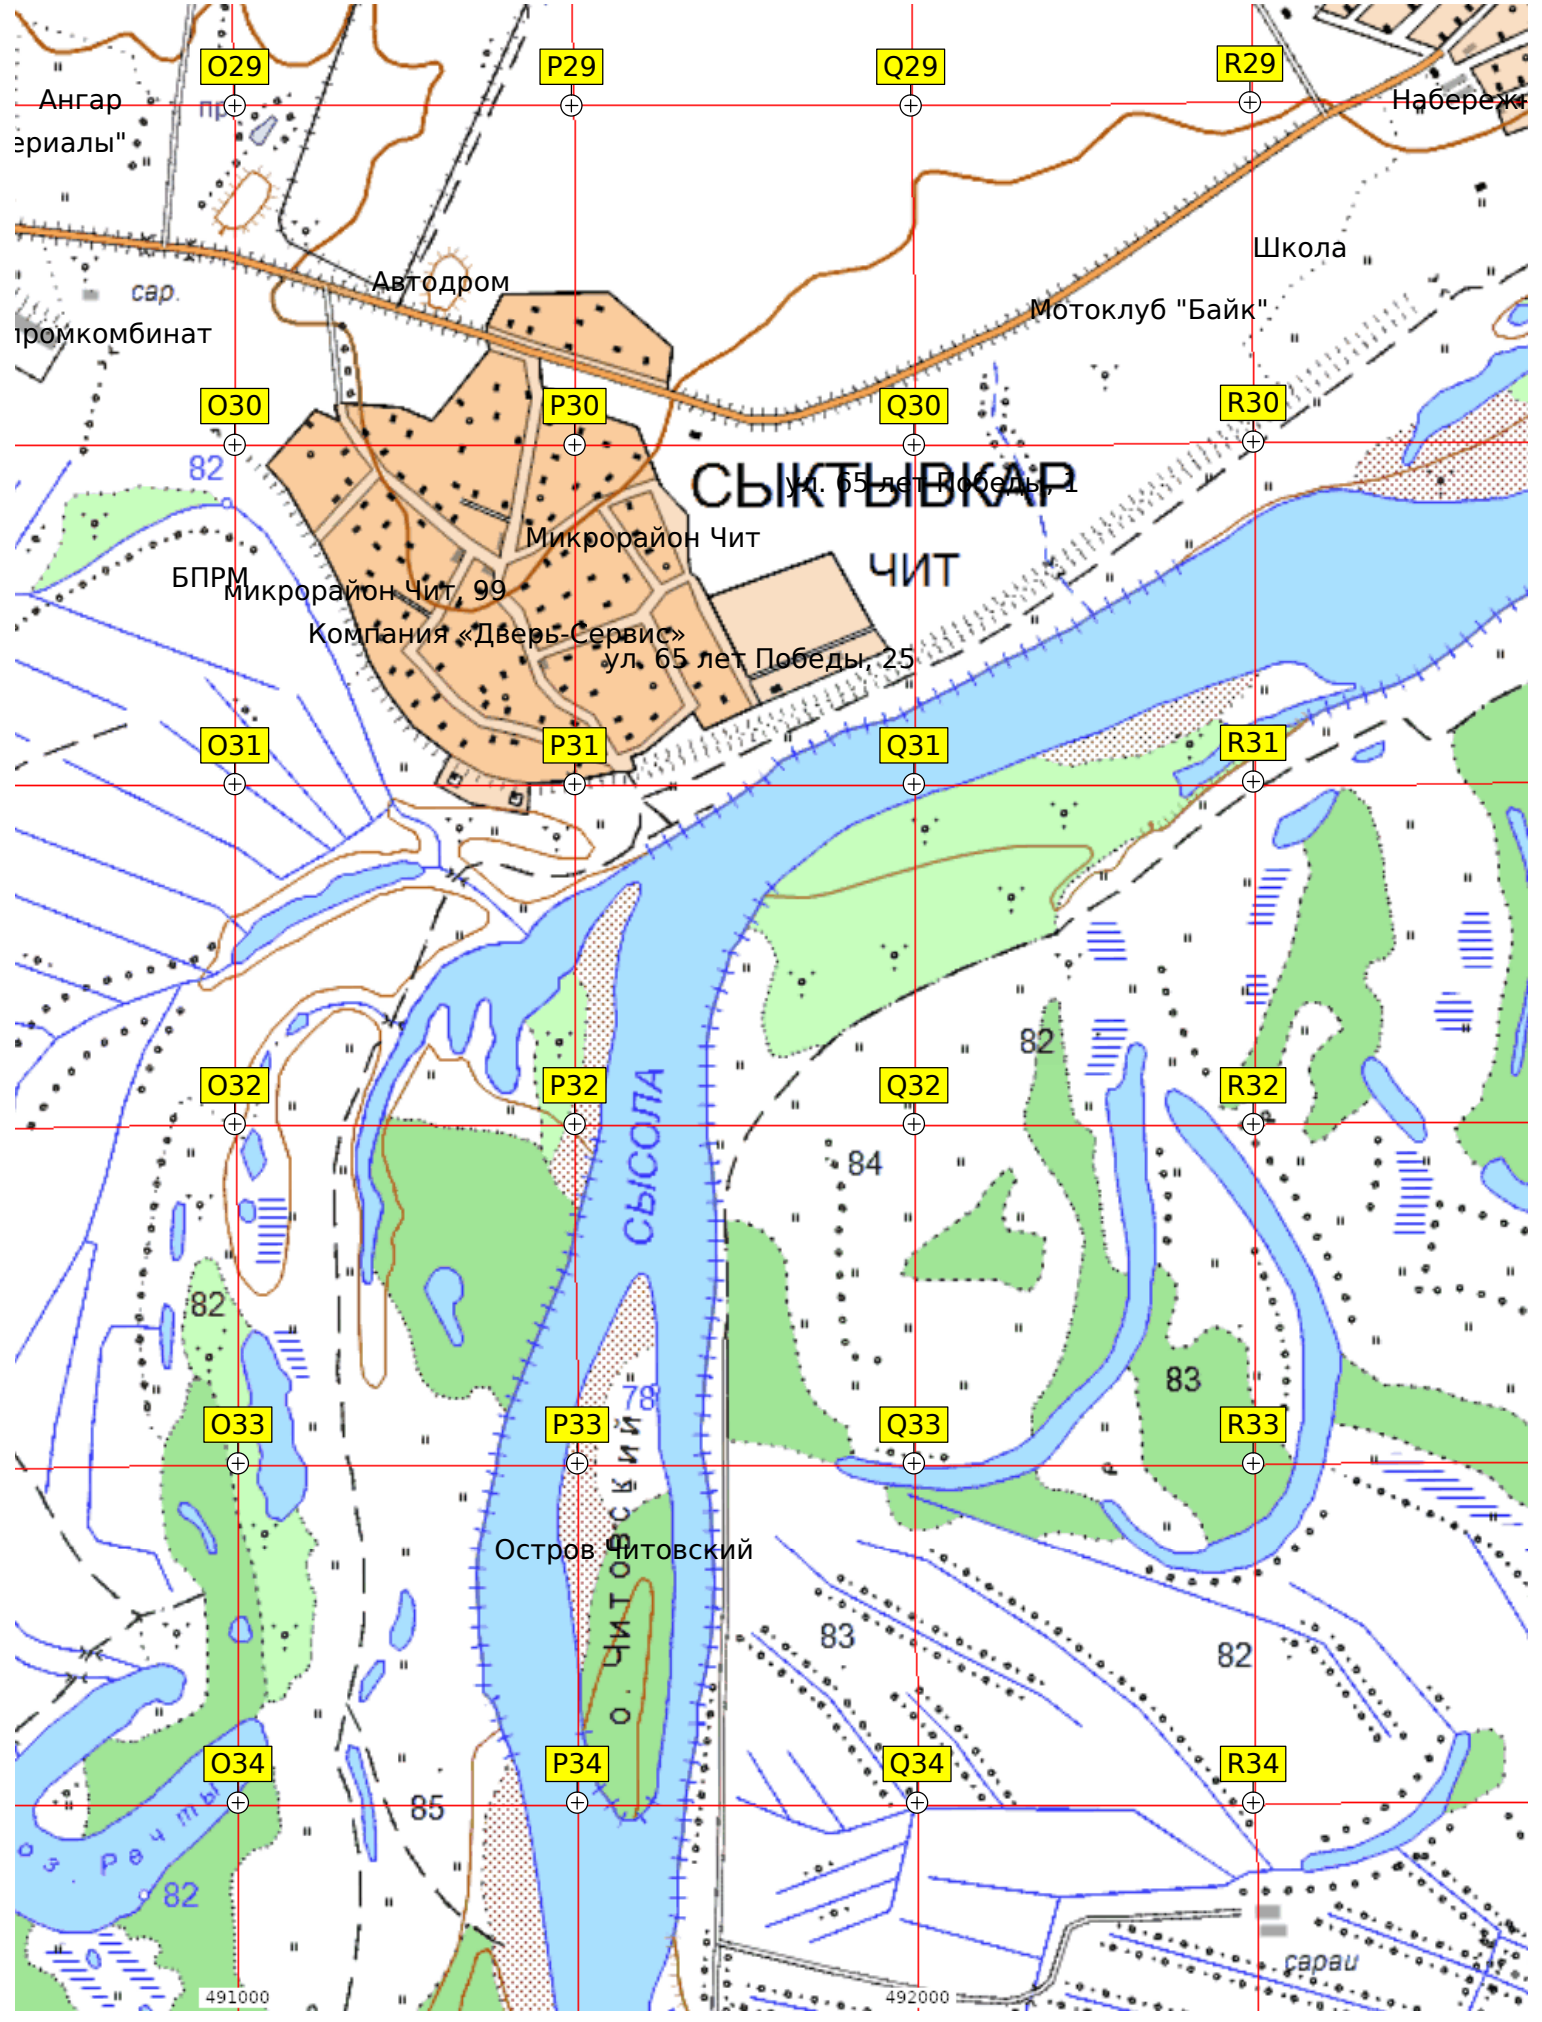 O29
P29
Q29
R29
Ангар
пр
Набереж
ериалы"
Школа
Автодром
сар.
Мотоклуб "Байк"
промкомбинат
O30
P30
Q30
R30
82
СЫКТЫВКАР
ул. 65 лет Победы, 1
Микрорайон Чит
ЧИТ
БПРМ
микрорайон Чит, 99
Компания «Дверь-Сервис»
ул. 65 лет Победы, 25
O31
P31
Q31
R31
82
O32
P32
Q32
R32
СЫСОЛА
84
82
83
78
O33
P33
Q33
R33
Остров Читовский
о. Читовский
83
82
O34
P34
Q34
R34
85
оз. Речты
82
сараи
491000
492000